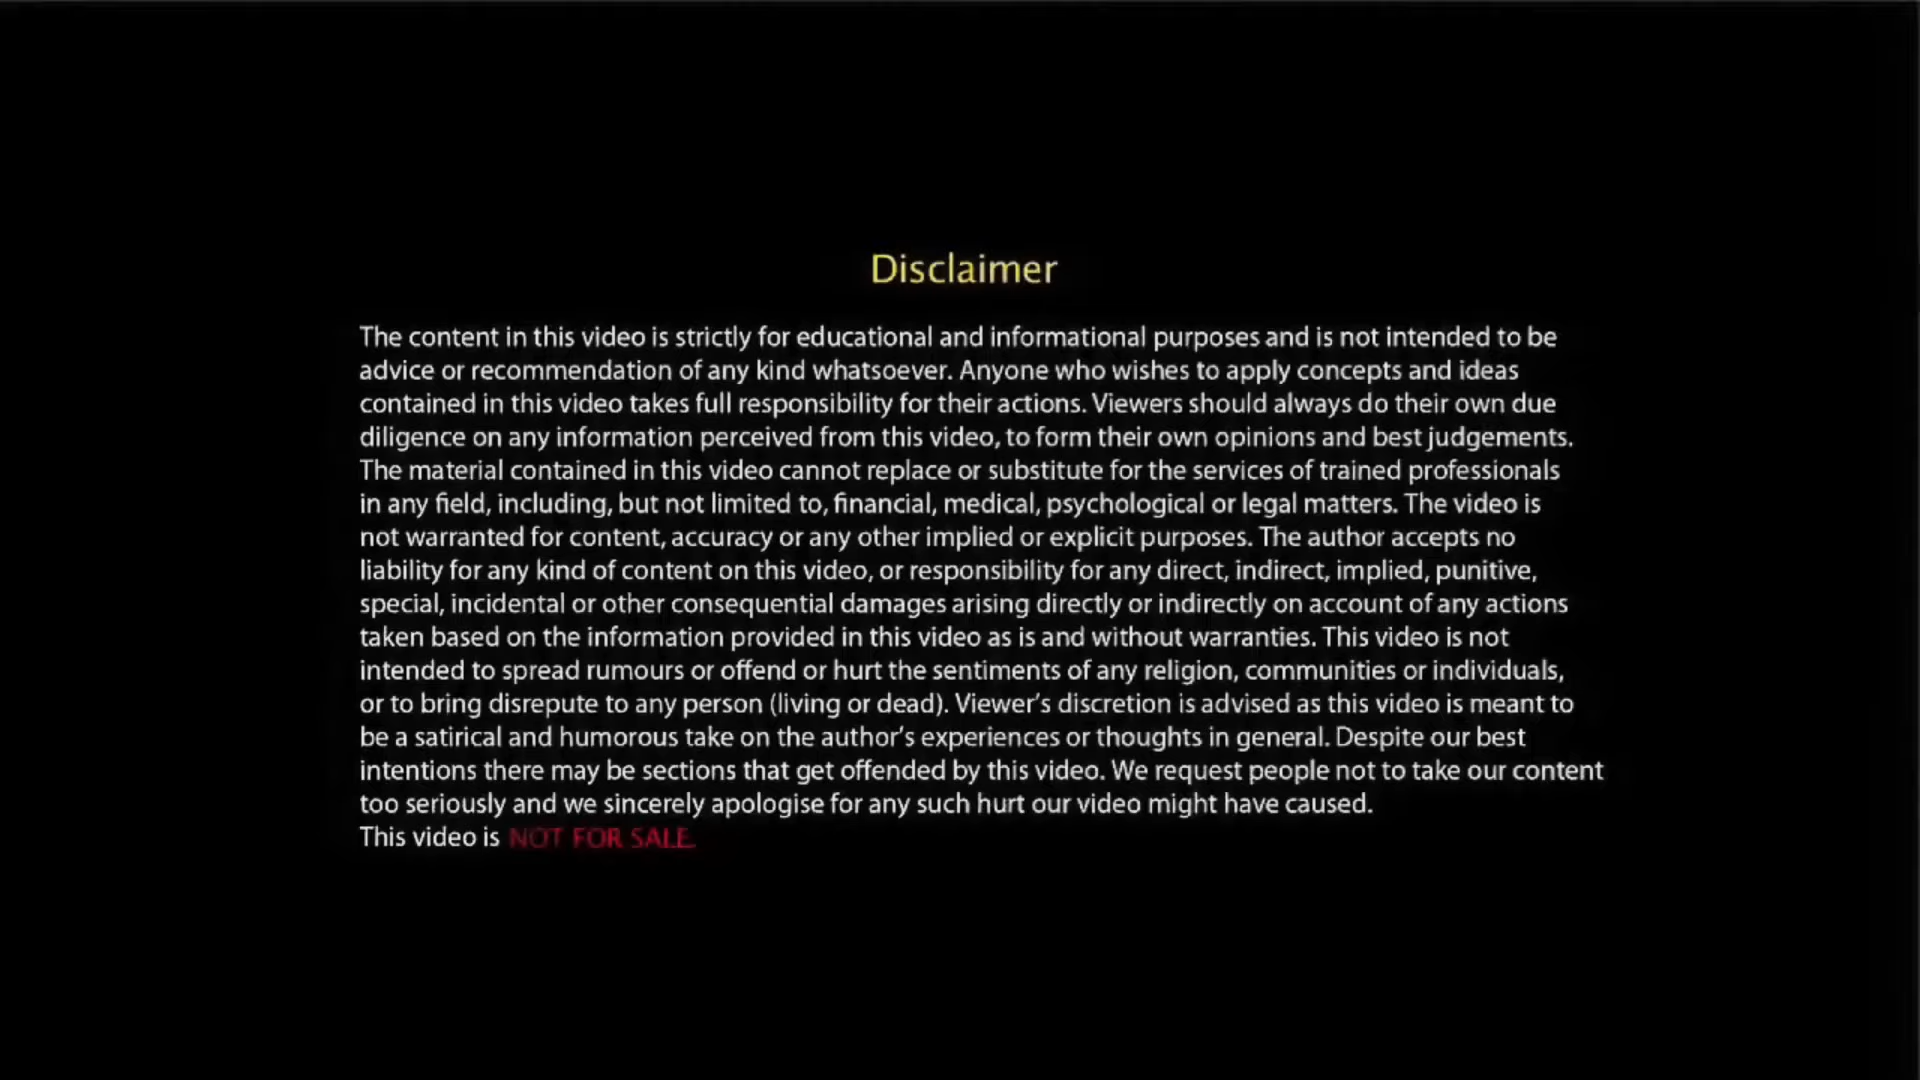 Disclaimer
The content in this video is strictly for educational and informational purposes and is not intended to be
advice or recommendation of any kind whatsoever. Anyone who wishes to apply concepts and ideas
contained in this video takes full responsibility for their actions. Viewers should always do their own due
diligence on any information perceived from this video, to form their own opinions and best judgements.
The material contained in this video cannot replace or substitute for the services of trained professionals
in any field, including, but not limited to, financial, medical, psychological or legal matters. The video is
not warranted for content, accuracy or any other implied or explicit purposes. The author accepts no
liability for any kind of content on this video, or responsibility for any direct, indirect, implied, punitive,
special, incidental or other consequential damages arising directly or indirectly on account of any actions
taken based on the information provided in this video as is and without warranties. This video is not
intended to spread rumours or offend or hurt the sentiments of any religion, communities or individuals,
or to bring disrepute to any person (living or dead). Viewer's discretion is advised as this video is meant to
be a satirical and humorous take on the author's experiences or thoughts in general. Despite our best
intentions there may be sections that get offended by this video. We request people not to take our content
too seriously and we sincerely apologise for any such hurt our video might have caused.
This video is NOT FOR SALE.